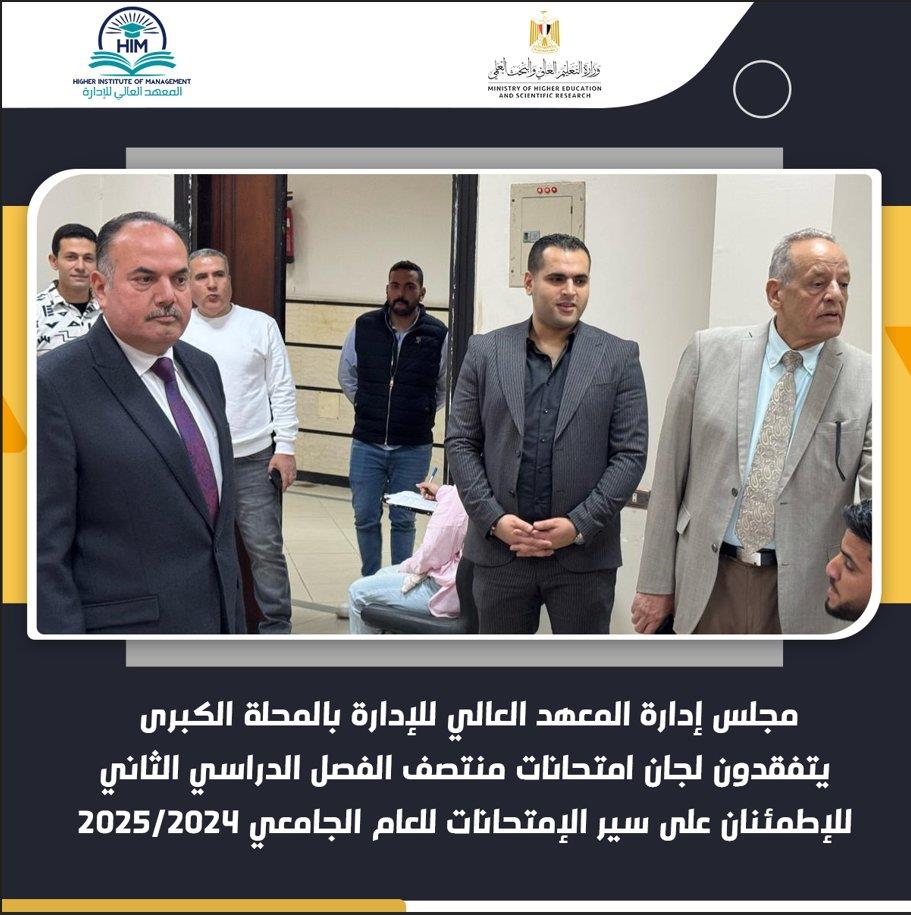 HIM
HIGHER INSTITUTE OF MANAGEMENT
المعهد العالي للإدارة
وزارة التعليم العالي والبحث العلمي
MINISTRY OF HIGHER EDUCATION
AND SCIENTIFIC RESEARCH
مجلس إدارة المعهد العالي للإدارة بالمحلة الكبرى
يتفقدون لجان امتحانات منتصف الفصل الدراسي الثاني
للإطمئنان على سير الإمتحانات للعام الجامعي 2025/2024